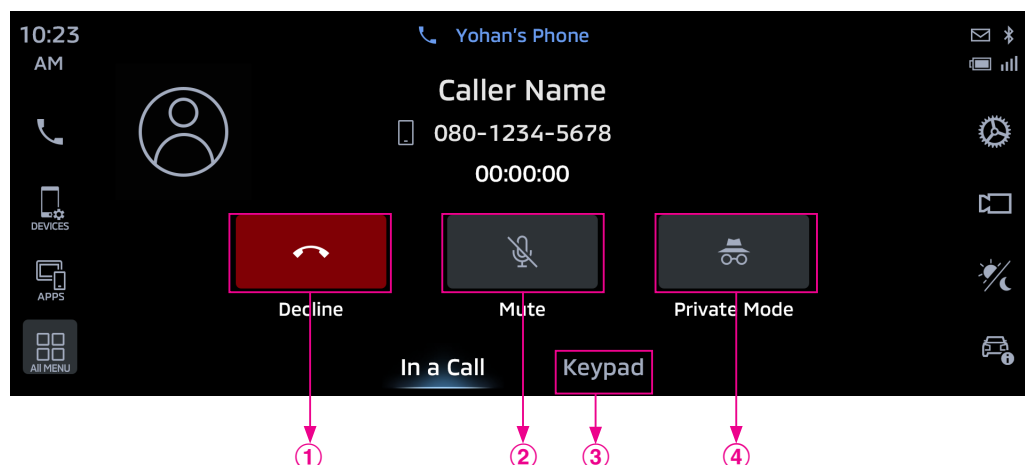 10:23
AM
Yohan's Phone
Caller Name
080-1234-5678
00:00:00
DEVICES
APPS
All MENU
Decline
Mute
Private Mode
In a Call
Keypad
①
②
③
④